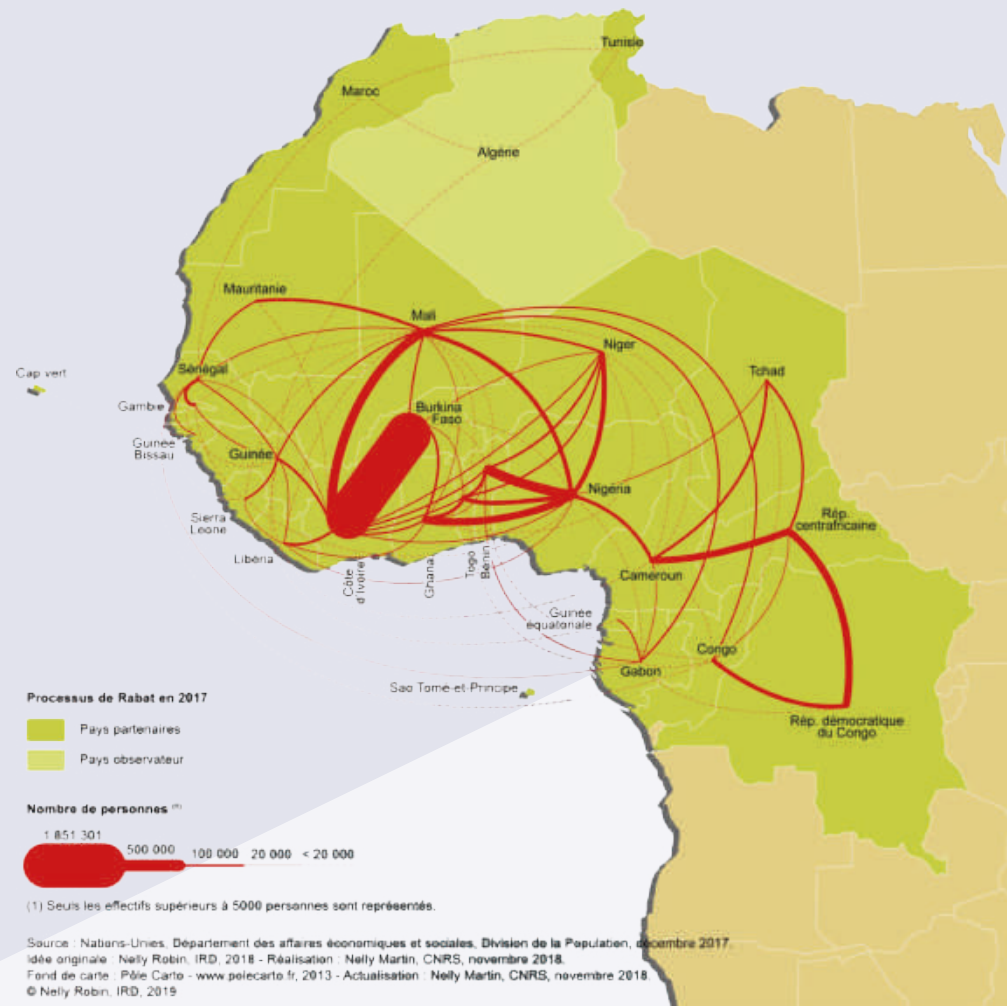 Tunisie
Maroc
Algérie
Mauritanie
Mali
Niger
Tchad
Cap vert
Sénégal
Gambie
Burkina
Faso
Guinée
Bissau
Guinée
Nigéria
Rép.
centrafricaine
Sierra
Leone
Libéria
Côte
d'Ivoire
Ghana
Togo
Bénin
Cameroun
Guinée
équatoriale
Gabon
Congo
Sao Tomé-et-Principe
Rép. démocratique
du Congo
Processus de Rabat en 2017
Pays partenaires
Pays observateur
Nombre de personnes (1)
1 851 301
500 000 100 000 20 000 < 20 000
(1) Seuls les effectifs supérieurs à 5000 personnes sont représentés.
Source : Nations-Unies, Département des affaires économiques et sociales, Division de la Population, décembre 2017.
Idée originale : Nelly Robin, IRD, 2018 - Réalisation : Nelly Martin, CNRS, novembre 2018.
Fond de carte : Pôle Carto - www.polecarto.fr, 2013 - Actualisation : Nelly Martin, CNRS, novembre 2018.
© Nelly Robin, IRD, 2019